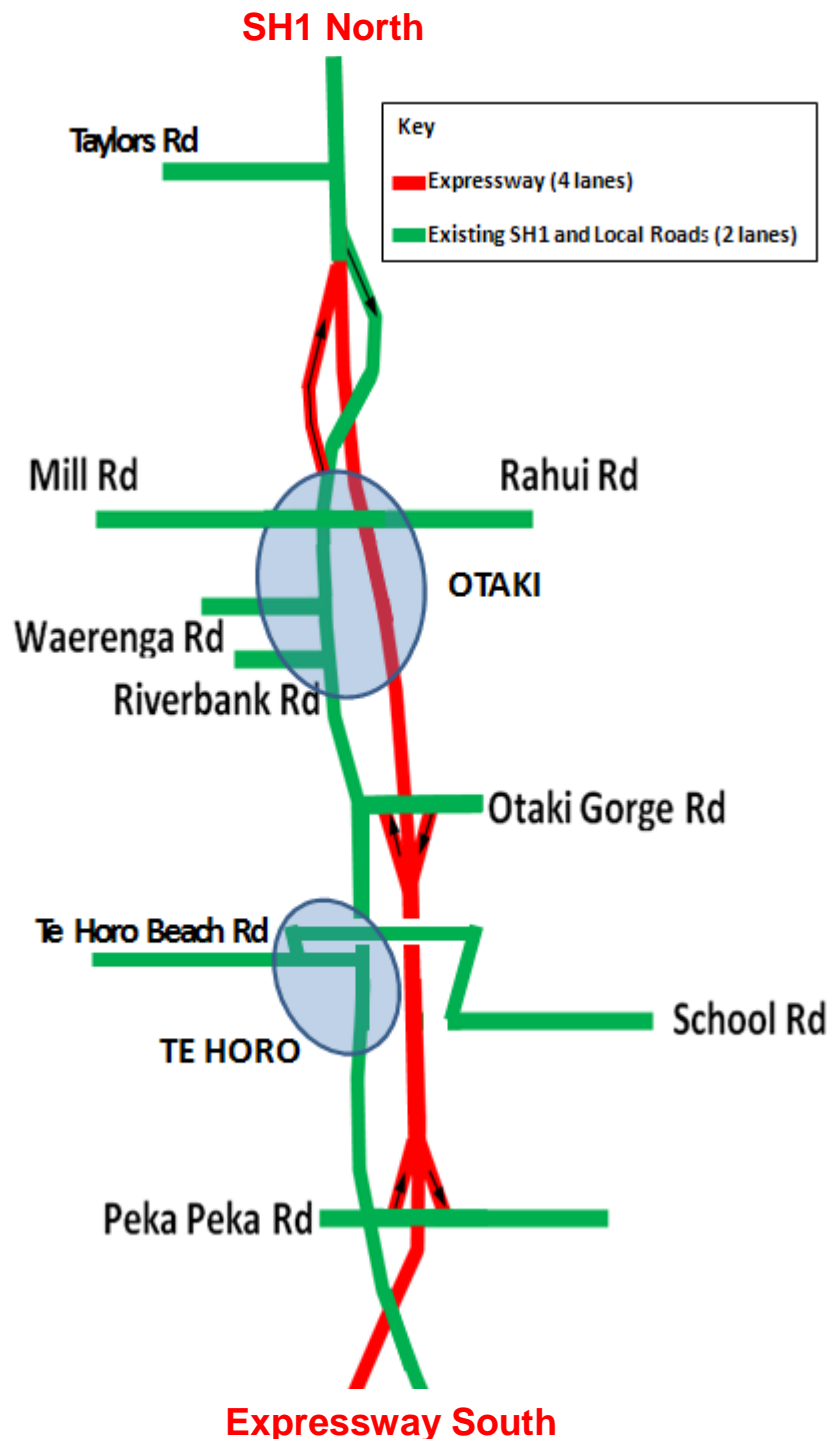 SH1 North
Key
Taylors Rd
Expressway (4 lanes)
Existing SH1 and Local Roads (2 lanes)
Mill Rd
Rahui Rd
OTAKI
Waerenga Rd
Riverbank Rd
Otaki Gorge Rd
Te Horo Beach Rd
School Rd
TE HORO
Peka Peka Rd
Expressway South